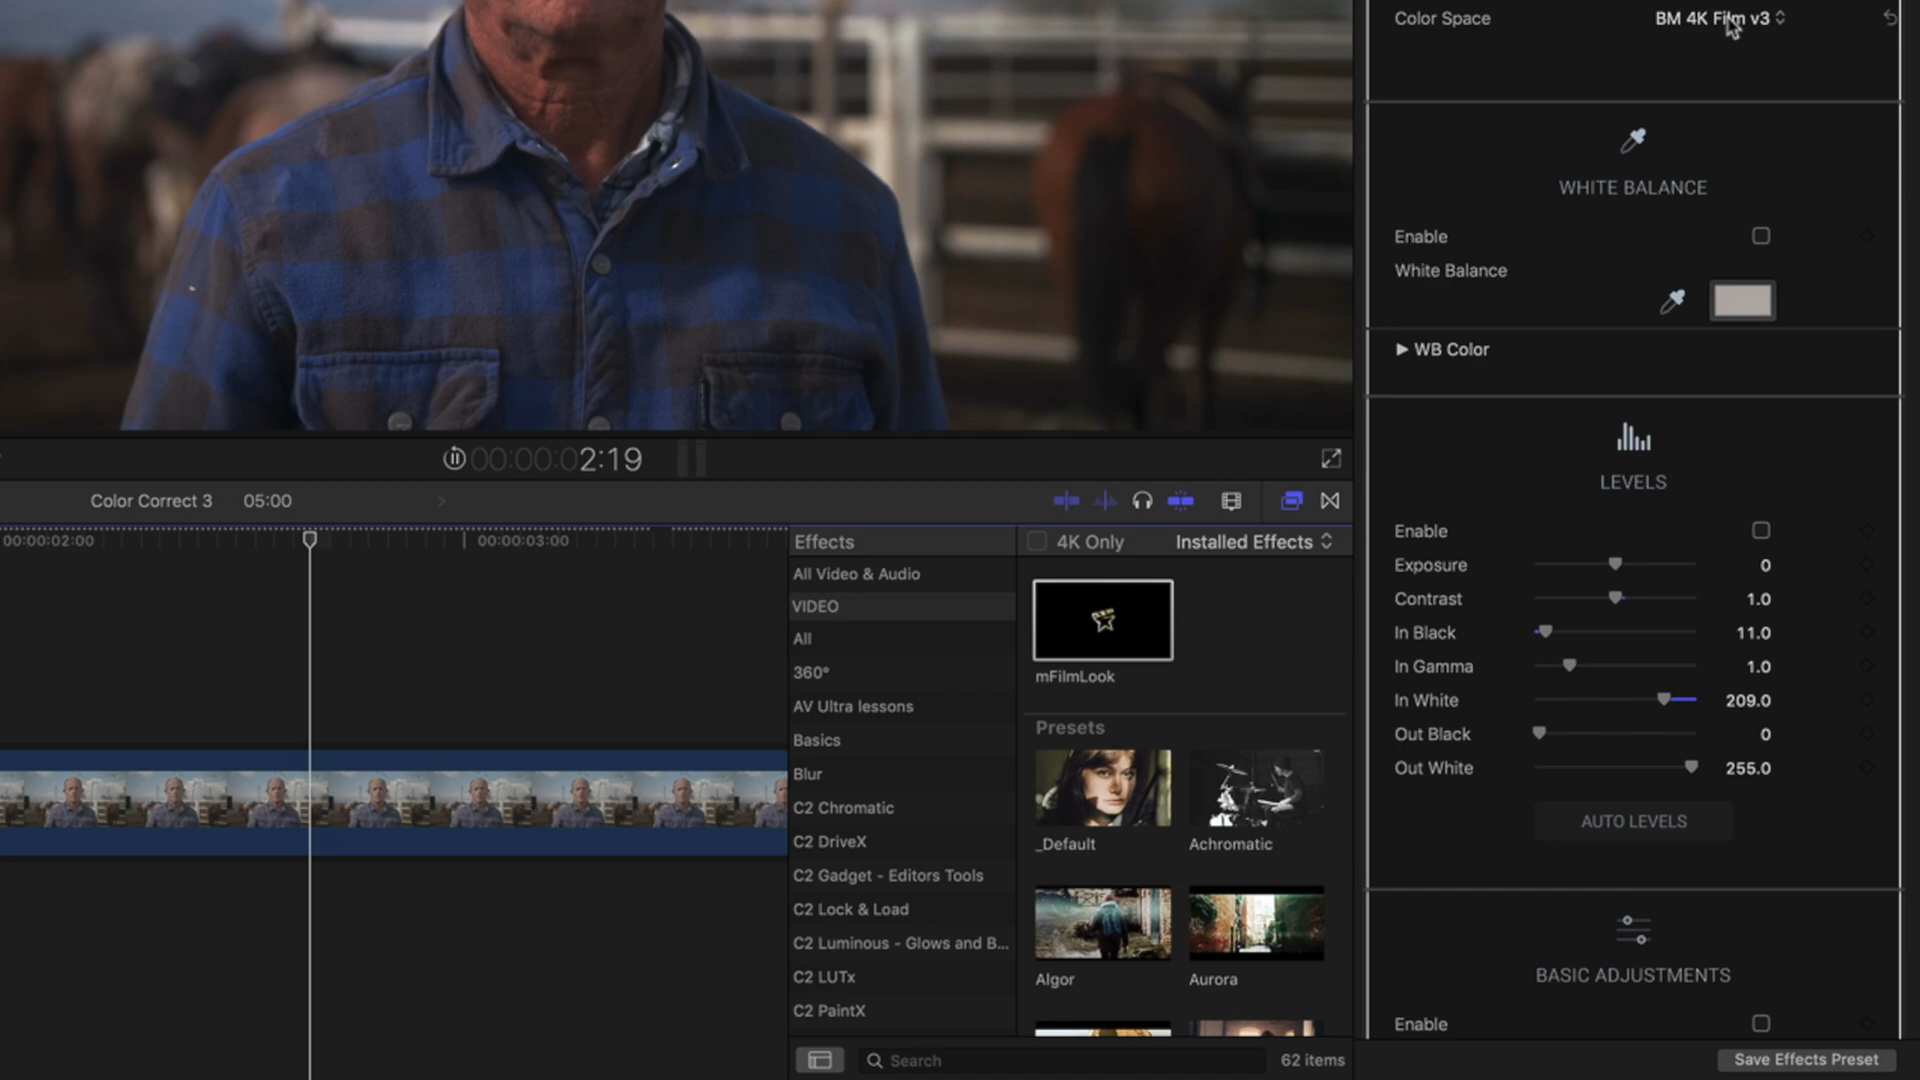 Color Space
BM 4K Film v3
WHITE BALANCE
Enable
White Balance
WB Color
LEVELS
Enable
Exposure 0
Contrast 1.0
In Black 11.0
In Gamma 1.0
In White 209.0
Out Black 0
Out White 255.0
AUTO LEVELS
BASIC ADJUSTMENTS
Enable
Save Effects Preset
00:00:02:19
Color Correct 3 05:00
00:00:02:00
00:00:03:00
Effects
4K Only
Installed Effects
All Video & Audio
VIDEO
All
360°
AV Ultra lessons
Basics
Blur
C2 Chromatic
C2 DriveX
C2 Gadget - Editors Tools
C2 Lock & Load
C2 Luminous - Glows and B...
C2 LUTx
C2 PaintX
mFilmLook
Presets
_Default
Achromatic
Algor
Aurora
Search
62 items